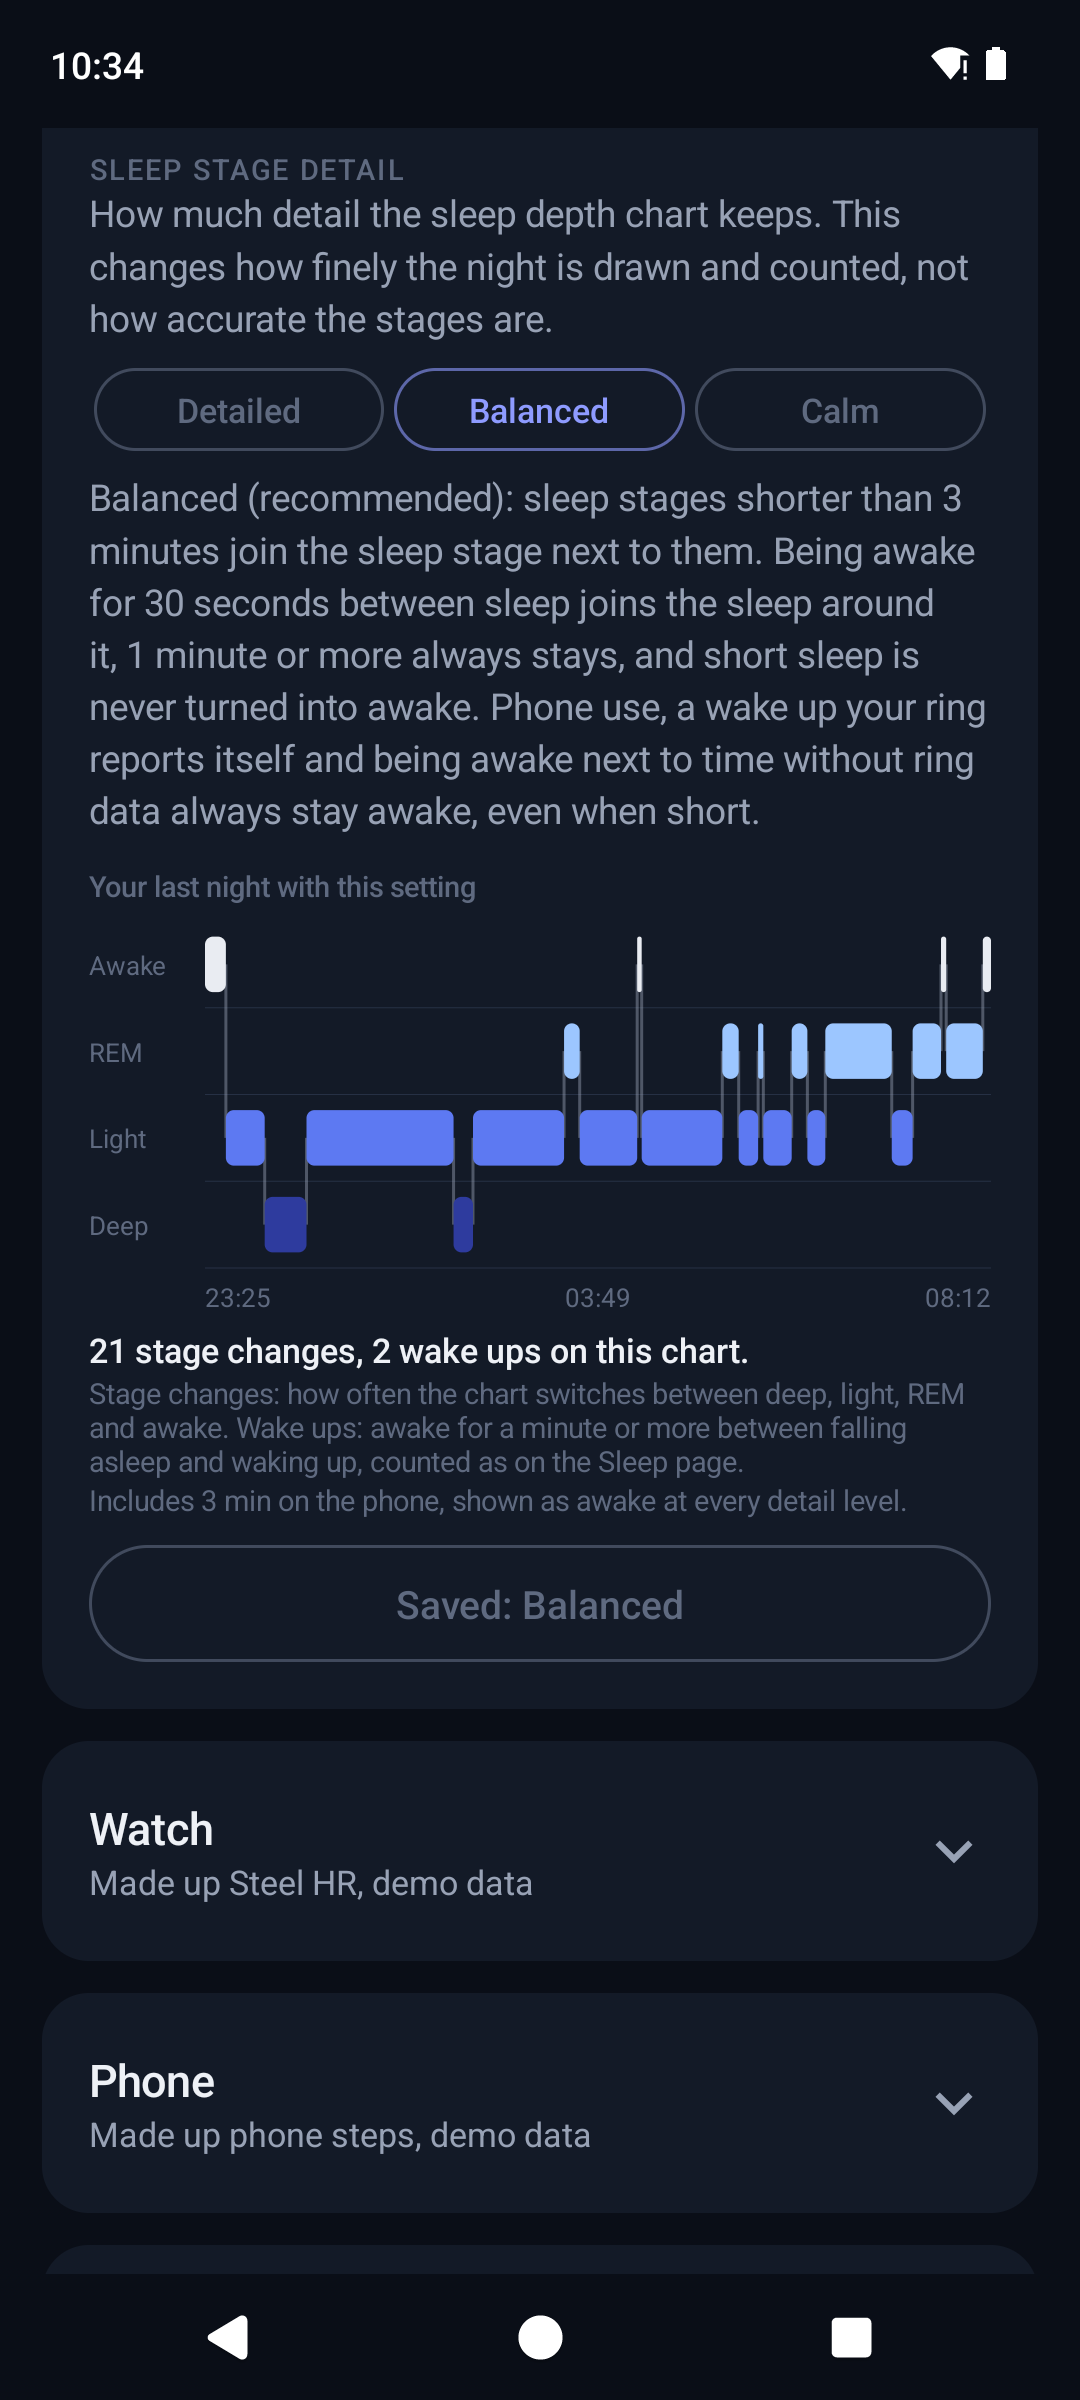 10:34
SLEEP STAGE DETAIL
How much detail the sleep depth chart keeps. This
changes how finely the night is drawn and counted, not
how accurate the stages are.
Detailed
Balanced
Calm
Balanced (recommended): sleep stages shorter than 3
minutes join the sleep stage next to them. Being awake
for 30 seconds between sleep joins the sleep around
it, 1 minute or more always stays, and short sleep is
never turned into awake. Phone use, a wake up your ring
reports itself and being awake next to time without ring
data always stay awake, even when short.
Your last night with this setting
Awake
REM
Light
Deep
23:25
03:49
08:12
21 stage changes, 2 wake ups on this chart.
Stage changes: how often the chart switches between deep, light, REM
and awake. Wake ups: awake for a minute or more between falling
asleep and waking up, counted as on the Sleep page.
Includes 3 min on the phone, shown as awake at every detail level.
Saved: Balanced
Watch
Made up Steel HR, demo data
Phone
Made up phone steps, demo data